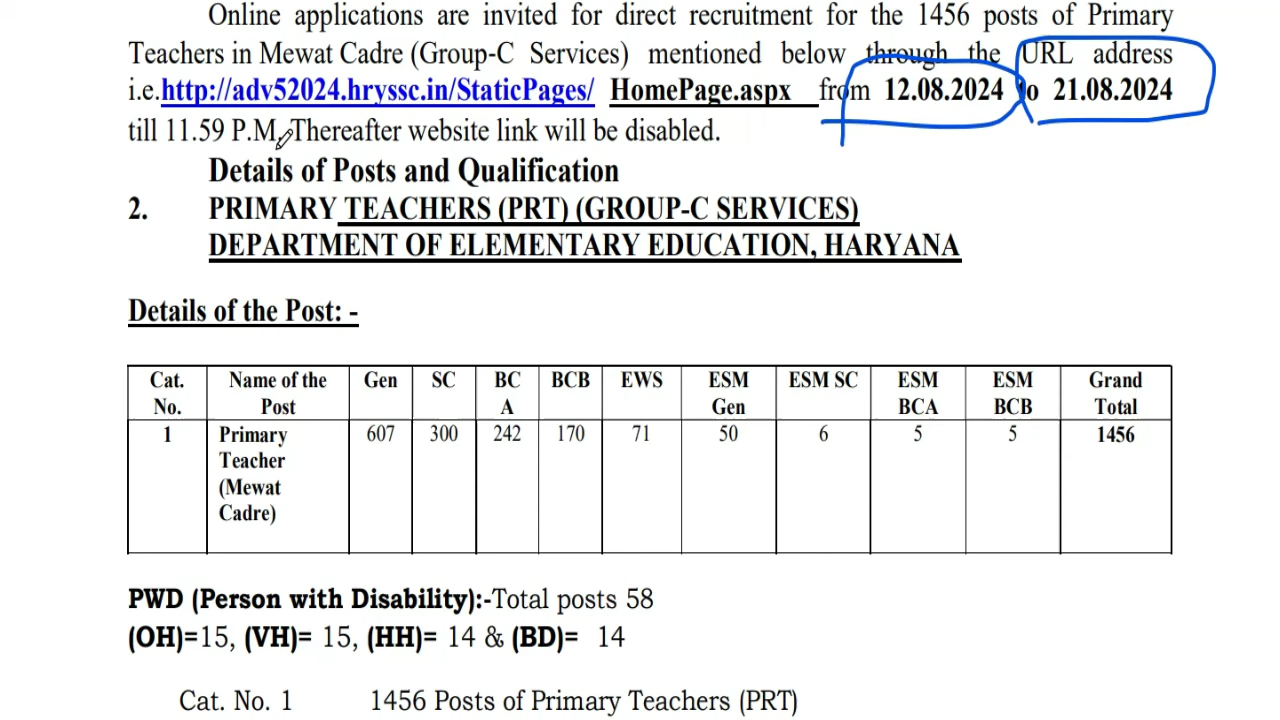 Online applications are invited for direct recruitment for the 1456 posts of Primary
Teachers in Mewat Cadre (Group-C Services) mentioned below through the URL address
i.e.http://adv52024.hryssc.in/StaticPages/ HomePage.aspx from 12.08.2024 to 21.08.2024
till 11.59 P.M. Thereafter website link will be disabled.
Details of Posts and Qualification
2. PRIMARY TEACHERS (PRT) (GROUP-C SERVICES)
DEPARTMENT OF ELEMENTARY EDUCATION, HARYANA
Details of the Post: -
Cat. Name of the Gen SC BC BCB EWS ESM ESM SC ESM ESM Grand
No. Post A Gen BCA BCB Total
1 Primary 607 300 242 170 71 50 6 5 5 1456
Teacher
(Mewat
Cadre)
PWD (Person with Disability):-Total posts 58
(OH)=15, (VH)= 15, (HH)= 14 & (BD)= 14
Cat. No. 1 1456 Posts of Primary Teachers (PRT)